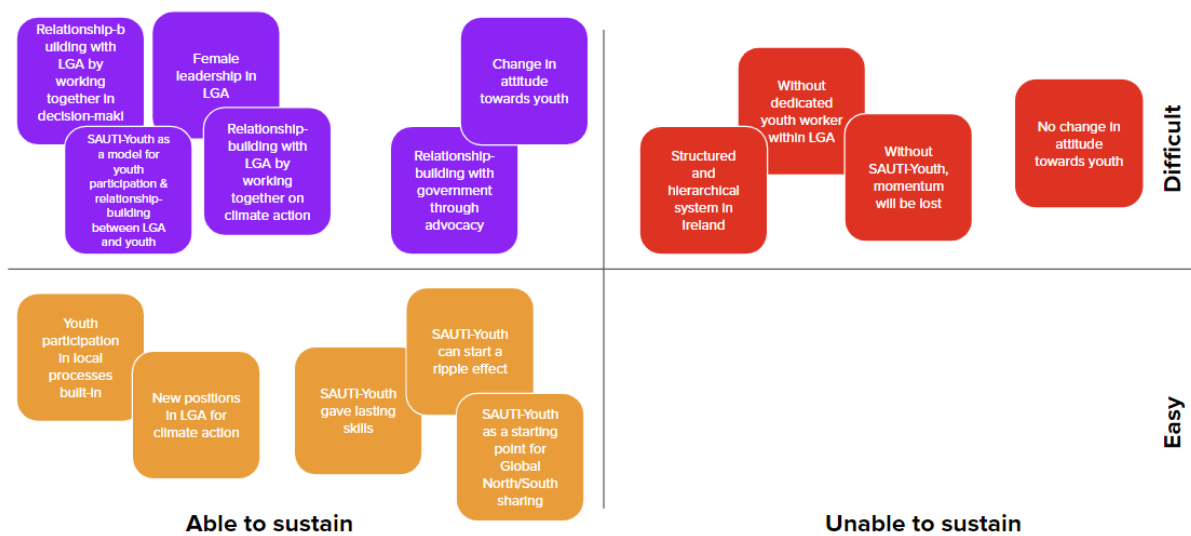 Relationship-b
uilding with
LGA by
working
together in
decision-maki
Female
leadership in
LGA
SAUTI-Youth as
a model for
youth
participation &
relationship-
building
between LGA
and youth
Relationship-
building with
LGA by
working
together on
climate action
Change in
attitude
towards youth
Relationship-
building with
government
through
advocacy
Without
dedicated
youth worker
within LGA
Structured
and
hierarchical
system in
Ireland
Without
SAUTI-Youth,
momentum
will be lost
No change in
attitude
towards youth
Difficult
Youth
participation
in local
processes
built-in
New positions
in LGA for
climate action
SAUTI-Youth
gave lasting
skills
SAUTI-Youth
can start a
ripple effect
SAUTI-Youth
as a starting
point for
Global
North/South
sharing
Easy
Able to sustain
Unable to sustain